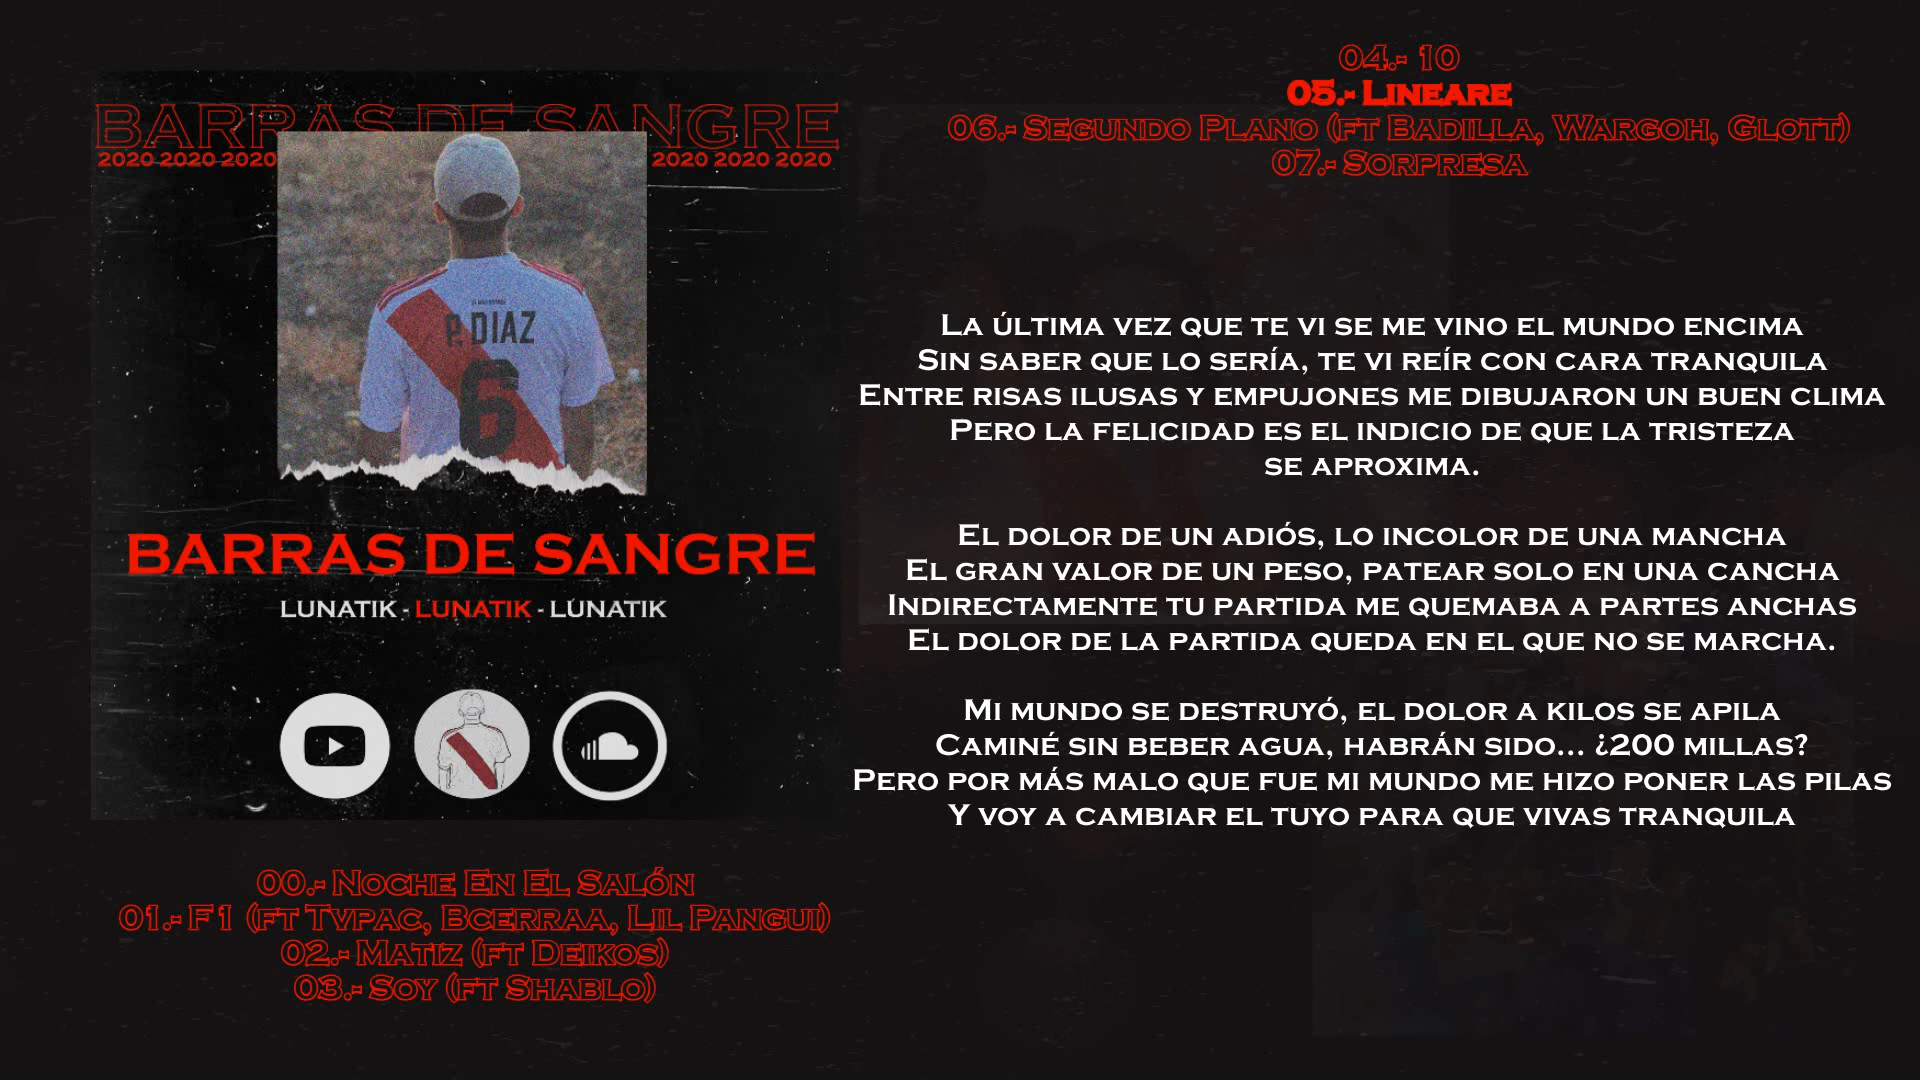 BARRAS DE SANGRE
2020 2020 2020 2020 2020 2020
P. DIAZ
6
BARRAS DE SANGRE
LUNATIK - LUNATIK - LUNATIK
00.- Noche En El Salón
01.- F1 (ft Tvpac, Bcerraa, Lil Pangui)
02.- Matiz (ft Deikos)
03.- Soy (ft Shablo)
04.- 10
05.- Lineare
06.- Segundo Plano (ft Badilla, Wargoh, Glott)
07.- Sorpresa
La última vez que te vi se me vino el mundo encima
Sin saber que lo sería, te vi reír con cara tranquila
Entre risas ilusas y empujones me dibujaron un buen clima
Pero la felicidad es el indicio de que la tristeza
se aproxima.
El dolor de un adiós, lo incolor de una mancha
El gran valor de un peso, patear solo en una cancha
Indirectamente tu partida me quemaba a partes anchas
El dolor de la partida queda en el que no se marcha.
Mi mundo se destruyó, el dolor a kilos se apila
Caminé sin beber agua, habrán sido... ¿200 millas?
Pero por más malo que fue mi mundo me hizo poner las pilas
Y voy a cambiar el tuyo para que vivas tranquila